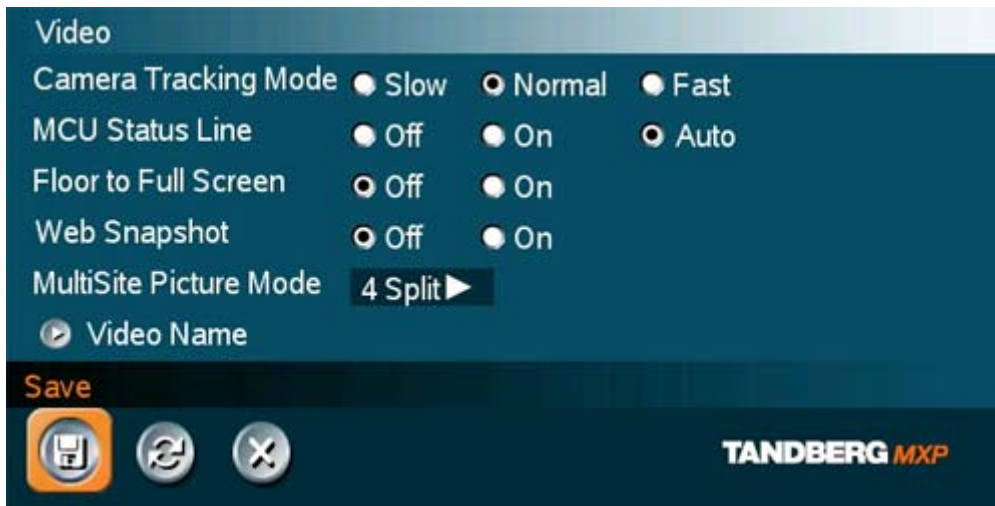 Video
Camera Tracking Mode Slow Normal Fast
MCU Status Line Off On Auto
Floor to Full Screen Off On
Web Snapshot Off On
MultiSite Picture Mode 4 Split
Video Name
Save
TANDBERG MXP